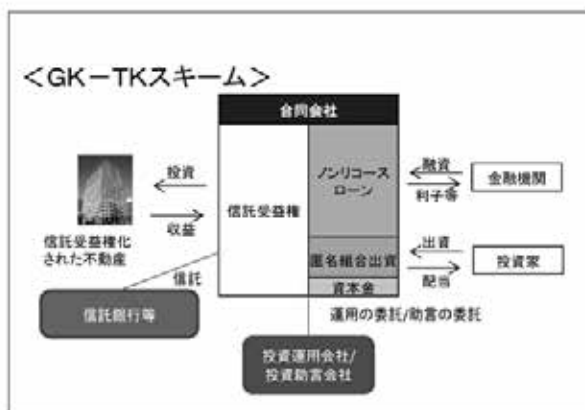 ＜GK－TKスキーム＞
合同会社
信託受益権
ノンリコース
ローン
匿名組合出資
資本金
投資
収益
信託受益権化
された不動産
信託
信託銀行等
融資
利子等
金融機関
出資
配当
投資家
運用の委託/助言の委託
投資運用会社/
投資助言会社